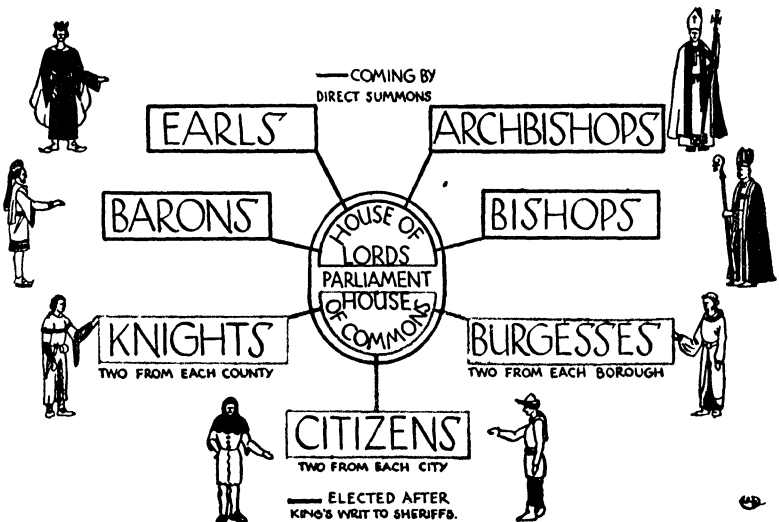 COMING BY
DIRECT SUMMONS
EARLS
ARCHBISHOPS
BARONS
BISHOPS
HOUSE OF
LORDS
PARLIAMENT
HOUSE
OF COMMONS
KNIGHTS
TWO FROM EACH COUNTY
BURGESSES
TWO FROM EACH BOROUGH
CITIZENS
TWO FROM EACH CITY
ELECTED AFTER
KING'S WRIT TO SHERIFFS.